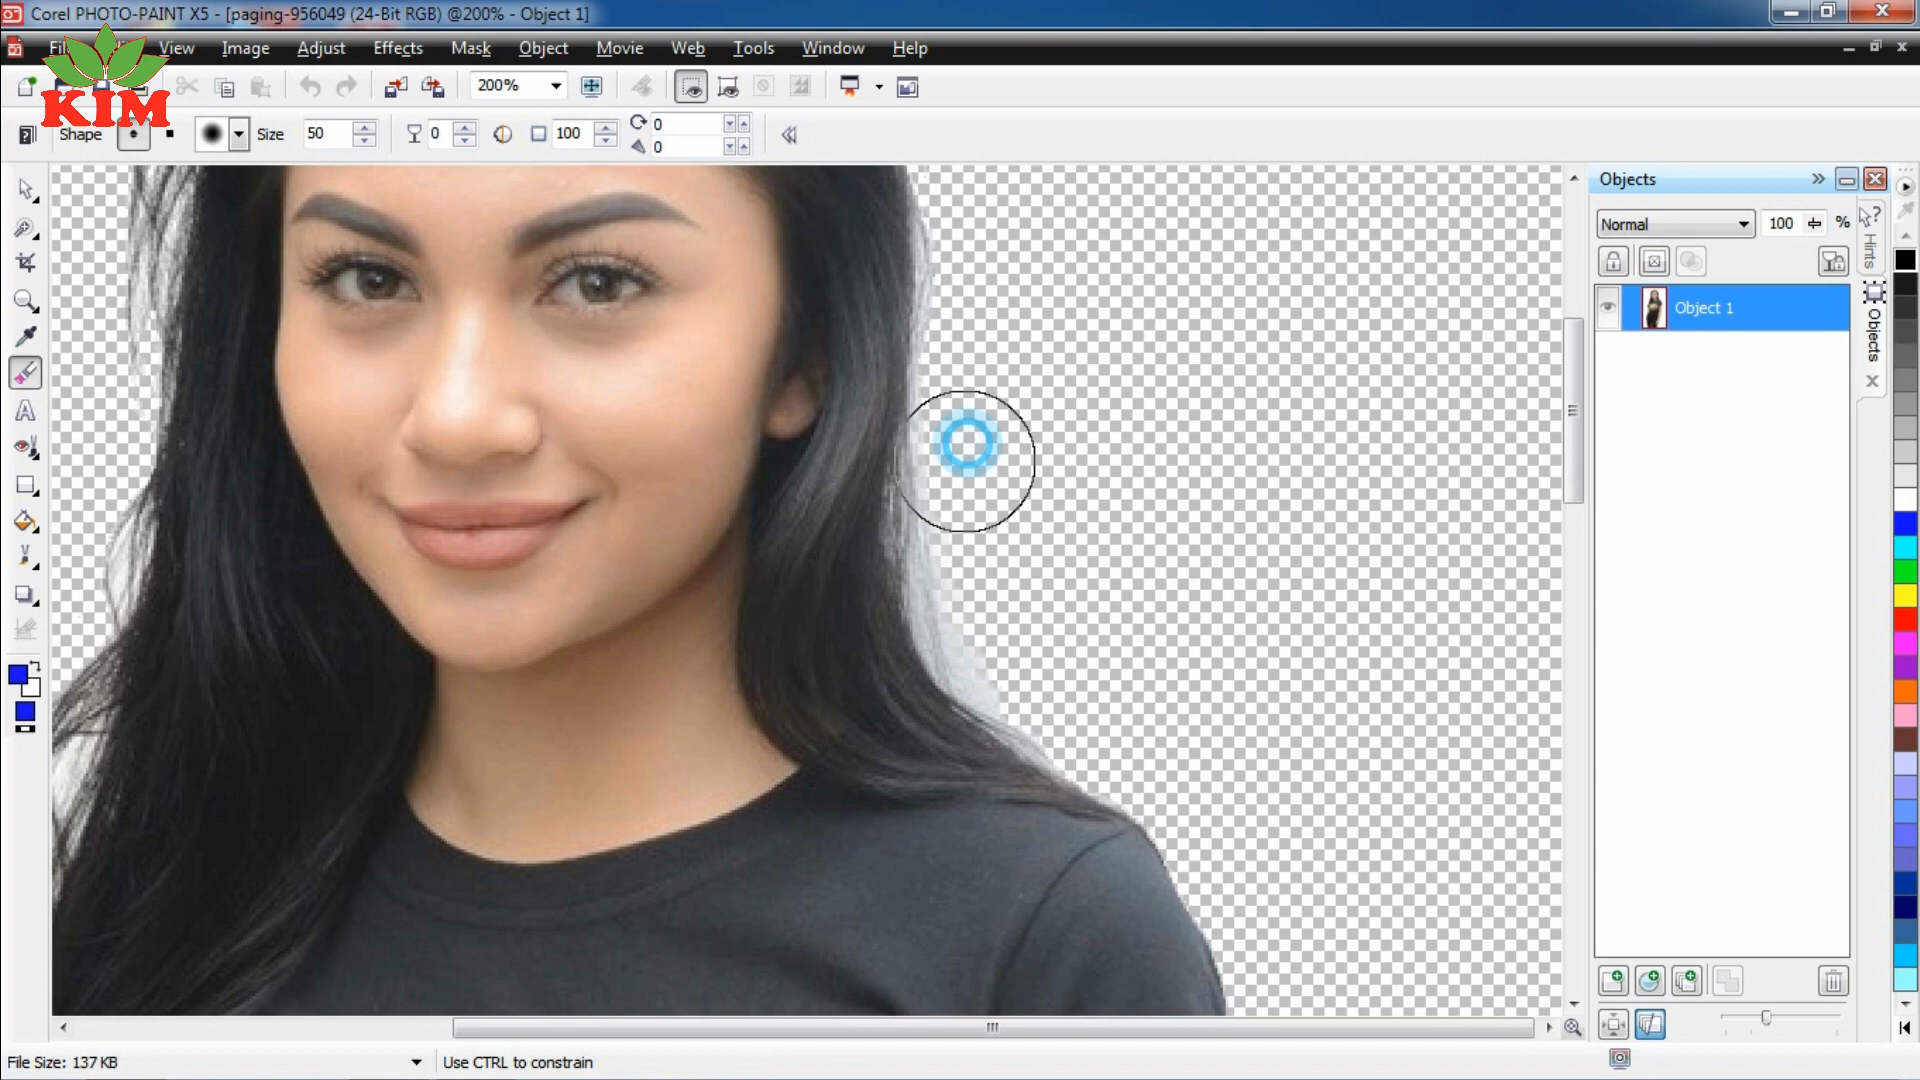 Corel PHOTO-PAINT X5 - [paging-956049 (24-Bit RGB) @200% - Object 1]
View Image Adjust Effects Mask Object Movie Web Tools Window Help
KIM
200%
Shape Size 50 0 100 0
0
Objects
Normal 100 %
Hints
Object 1
Objects
File Size: 137 KB Use CTRL to constrain